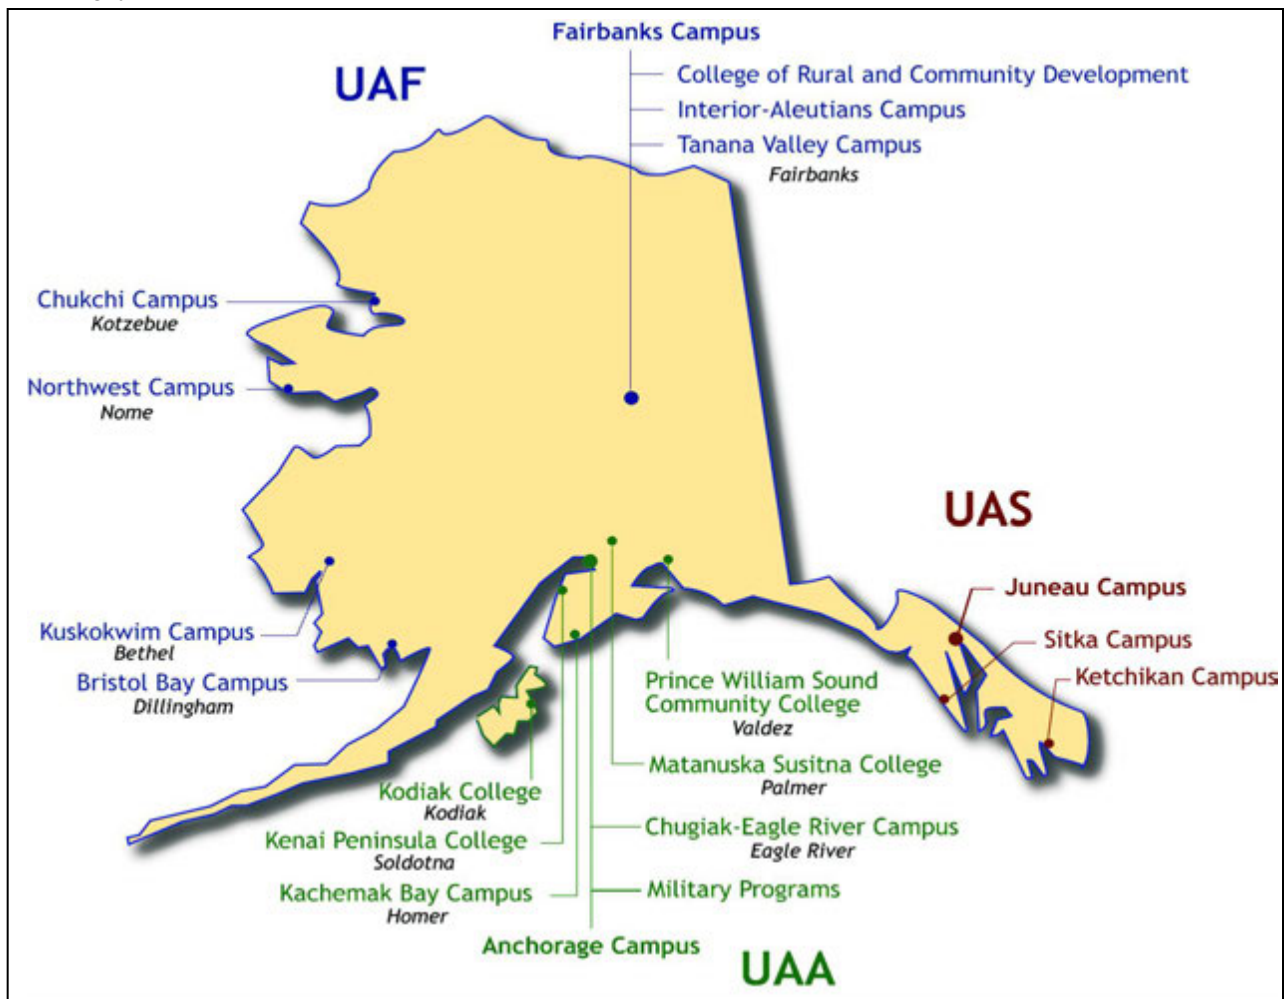 Fairbanks Campus
UAF
College of Rural and Community Development
Interior-Aleutians Campus
Tanana Valley Campus
Fairbanks
Chukchi Campus
Kotzebue
Northwest Campus
Nome
UAS
Juneau Campus
Sitka Campus
Ketchikan Campus
Kuskokwim Campus
Bethel
Bristol Bay Campus
Dillingham
Prince William Sound
Community College
Valdez
Matanuska Susitna College
Palmer
Kodiak College
Kodiak
Chugiak-Eagle River Campus
Eagle River
Kenai Peninsula College
Soldotna
Kachemak Bay Campus
Homer
Military Programs
Anchorage Campus
UAA